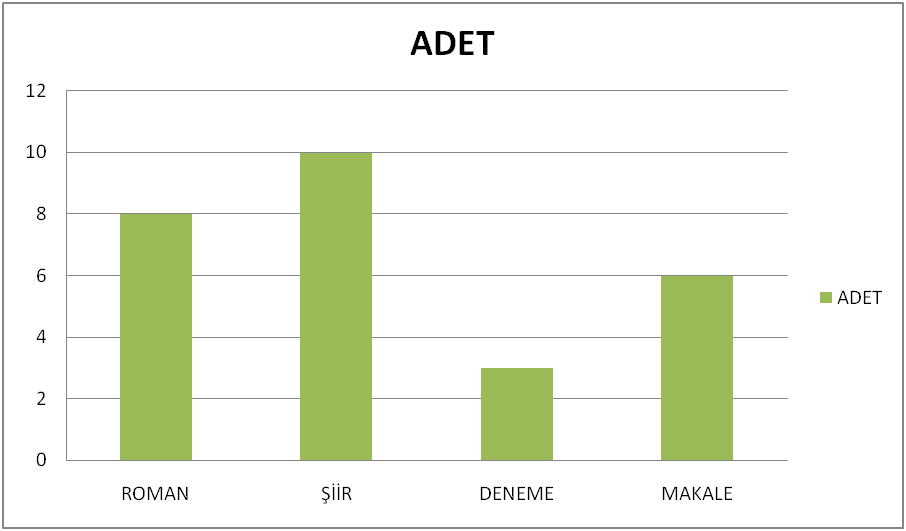 ADET
12
10
8
6
4
2
0
ROMAN ŞİİR DENEME MAKALE
ADET